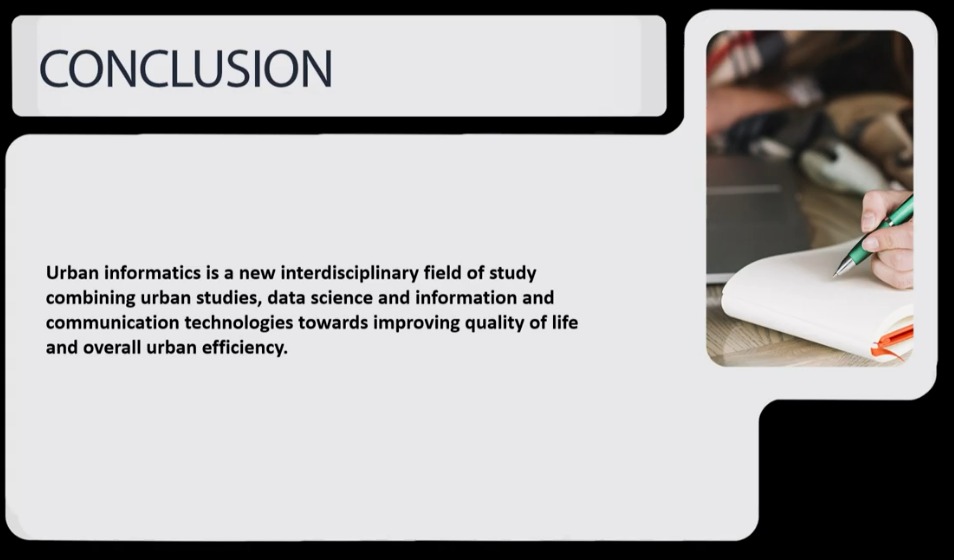 CONCLUSION
Urban informatics is a new interdisciplinary field of study
combining urban studies, data science and information and
communication technologies towards improving quality of life
and overall urban efficiency.